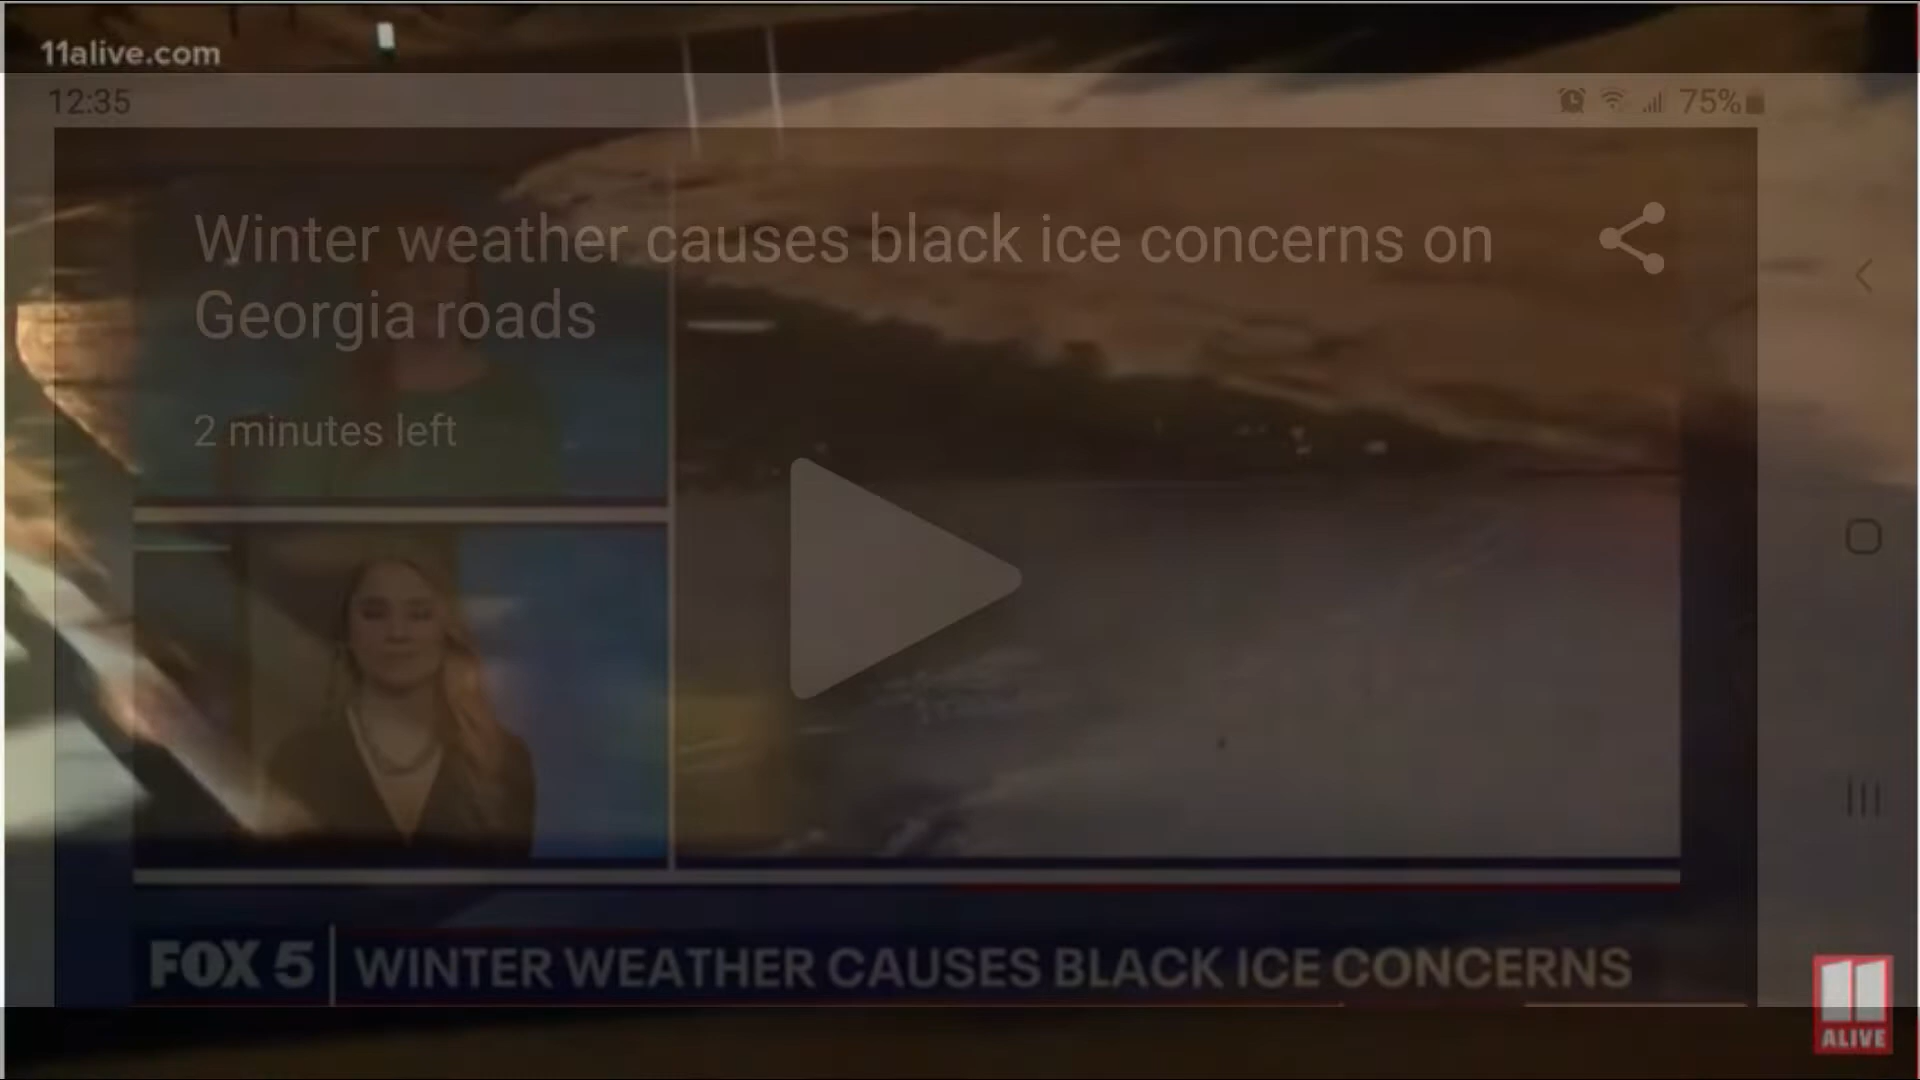 11alive.com
12:35
75%
Winter weather causes black ice concerns on
Georgia roads
2 minutes left
FOX 5 WINTER WEATHER CAUSES BLACK ICE CONCERNS
11
ALIVE